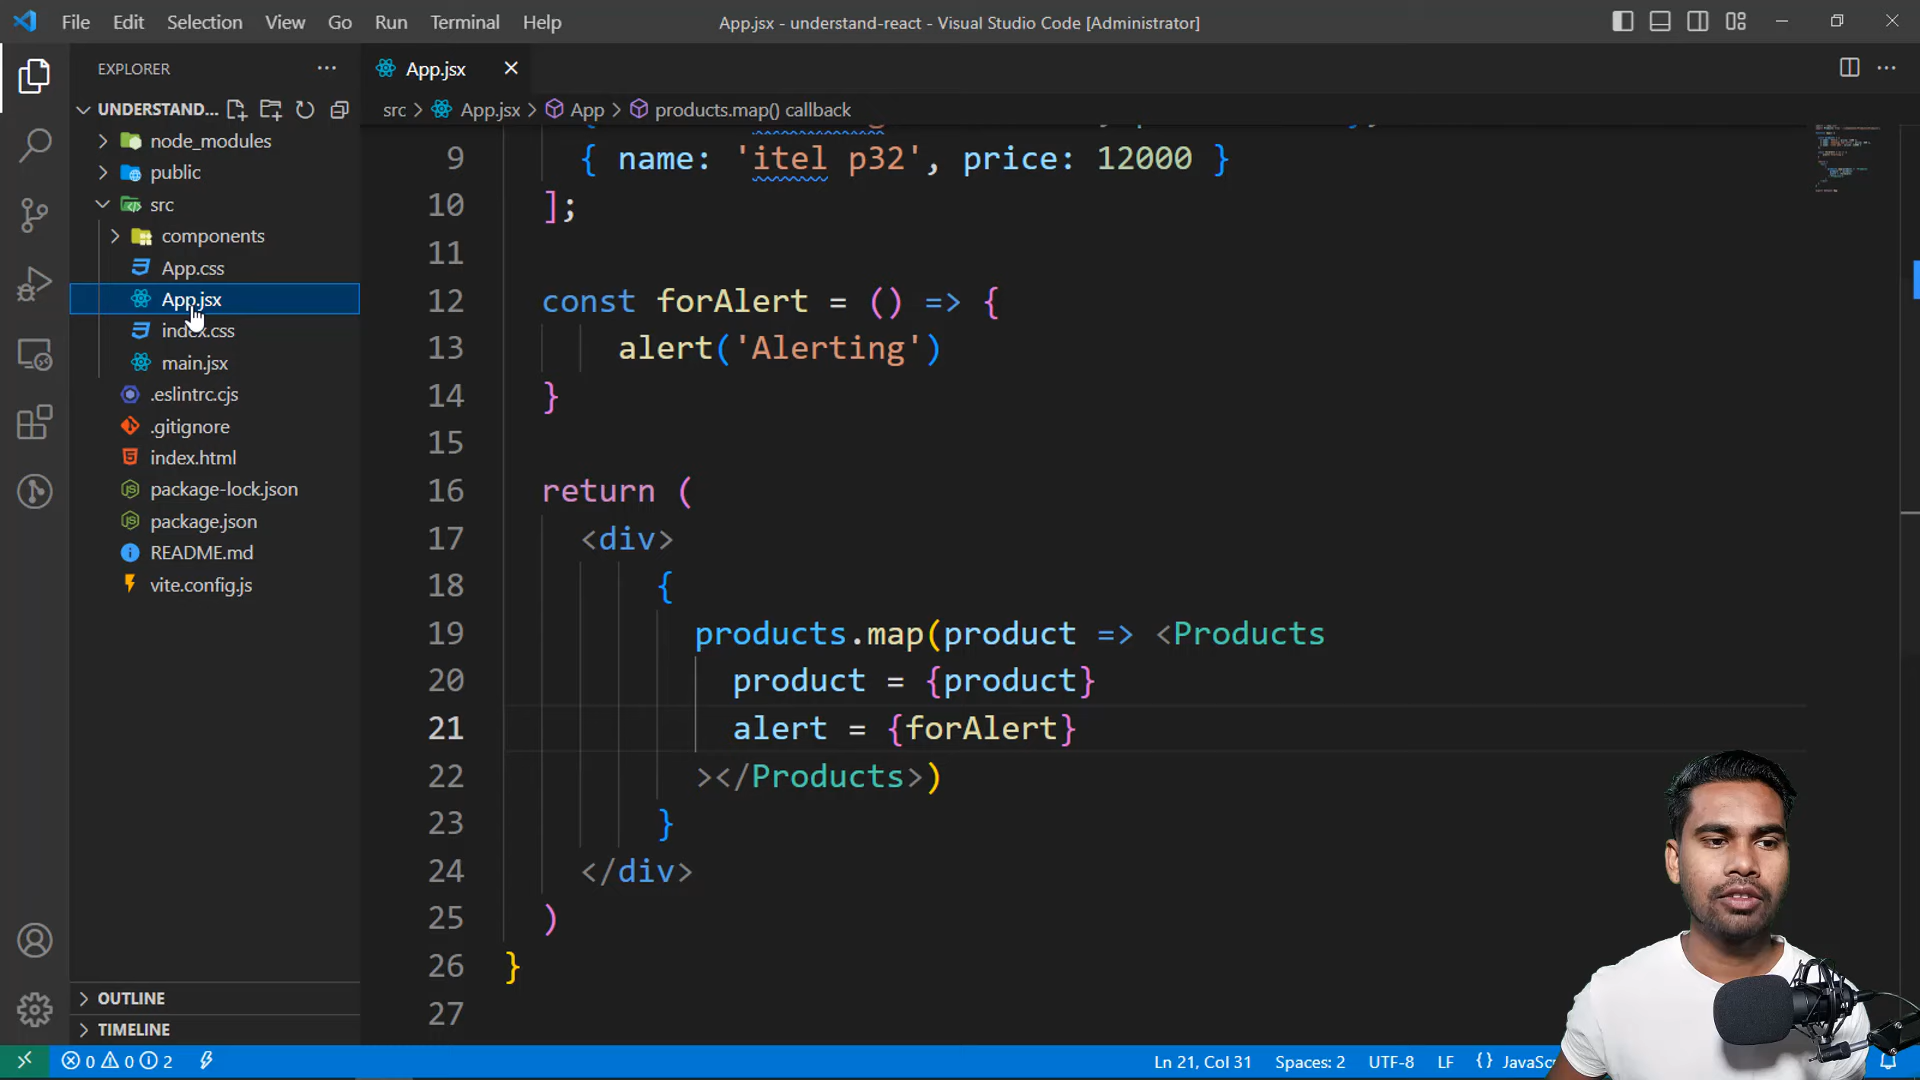 File Edit Selection View Go Run Terminal Help
App.jsx - understand-react - Visual Studio Code [Administrator]
EXPLORER
UNDERSTAND...
node_modules
public
src
components
App.css
App.jsx
index.css
main.jsx
.eslintrc.cjs
.gitignore
index.html
package-lock.json
package.json
README.md
vite.config.js
OUTLINE
TIMELINE
App.jsx
src > App.jsx > App > products.map() callback
9 { name: 'itel p32', price: 12000 }
10 ];
11
12 const forAlert = () => {
13 alert('Alerting')
14 }
15
16 return (
17 <div>
18 {
19 products.map(product => <Products
20 product = {product}
21 alert = {forAlert}
22 ></Products>)
23 }
24 </div>
25 )
26 }
27
0 0 2
Ln 21, Col 31 Spaces: 2 UTF-8 LF {}